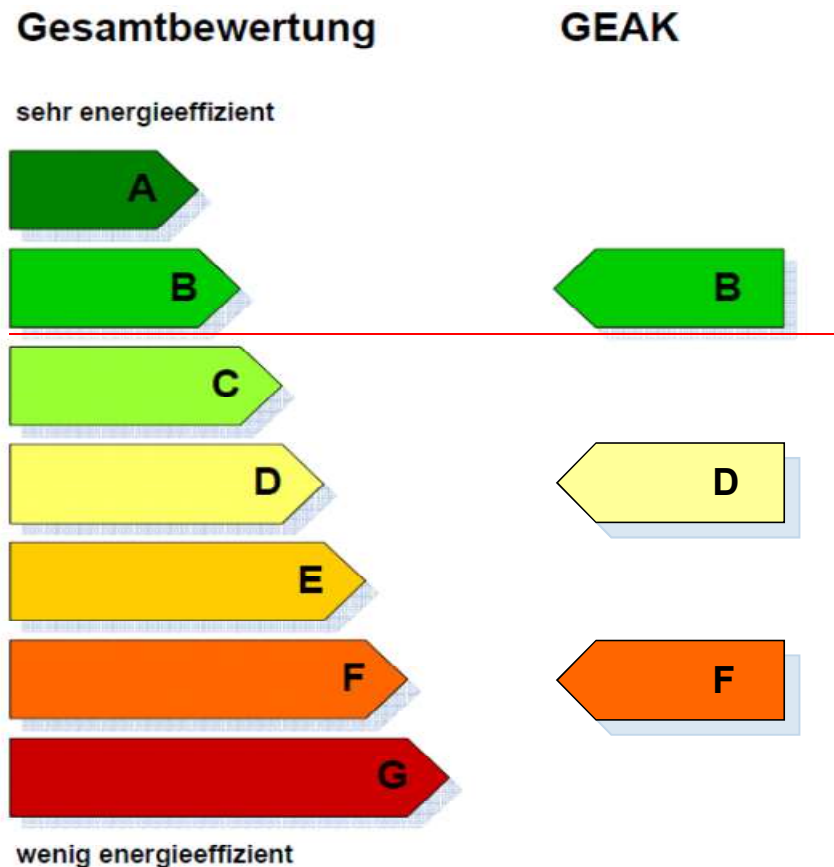 Gesamtbewertung GEAK
sehr energieeffizient
A
B B
C
D D
E
F F
G
wenig energieeffizient